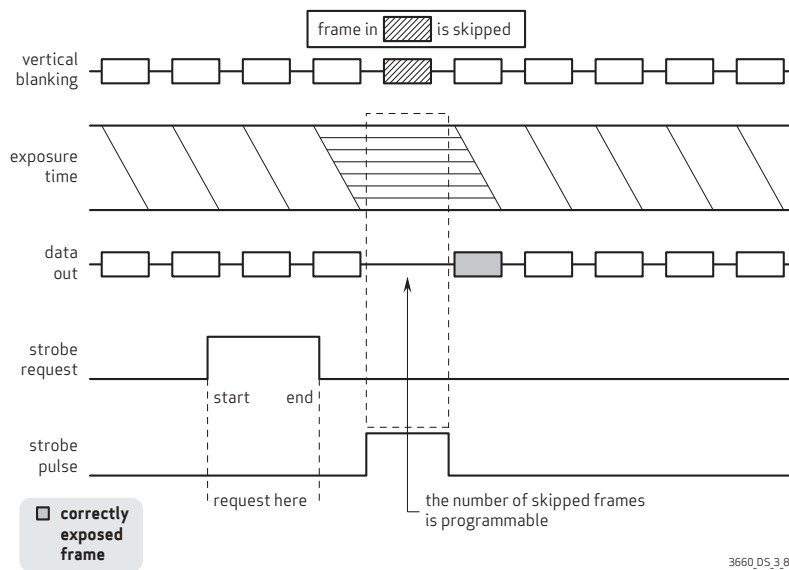 frame in is skipped
vertical
blanking
exposure
time
data
out
strobe
request
start end
strobe
pulse
request here
the number of skipped frames
is programmable
correctly
exposed
frame
3660_DS_3_8